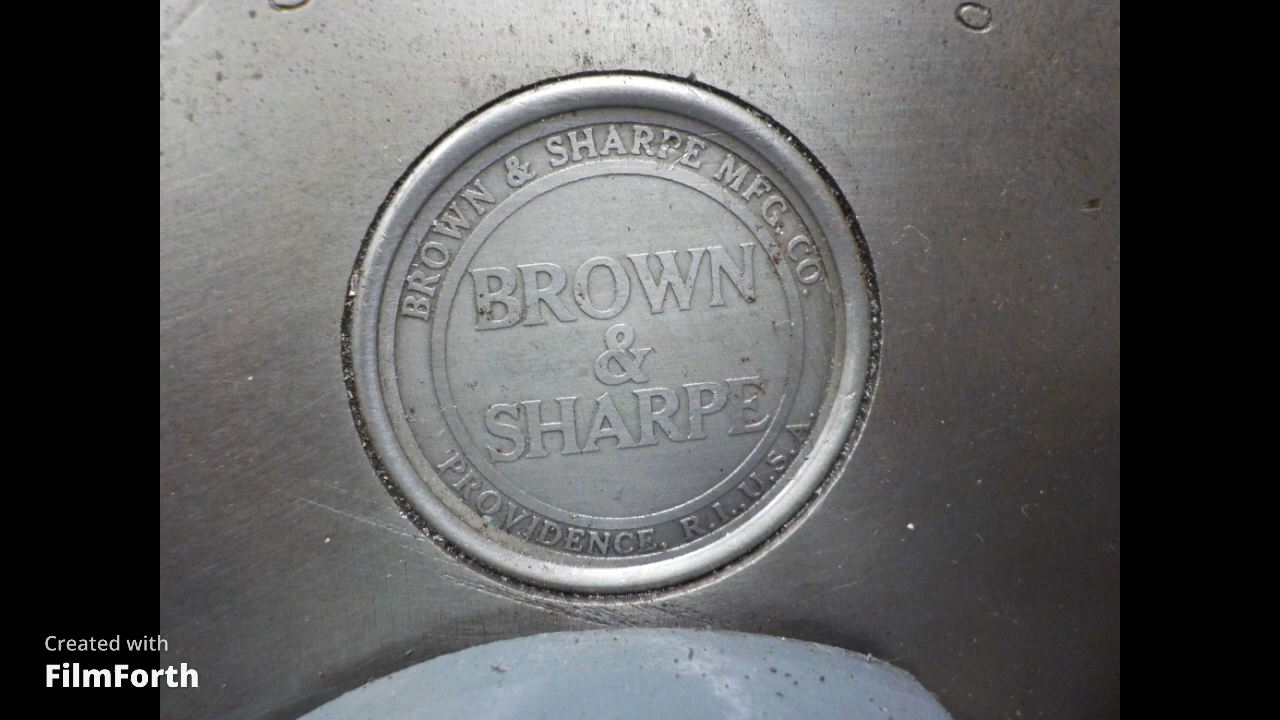 BROWN & SHARPE MFG. CO.
BROWN
&
SHARPE
PROVIDENCE, R.I., U.S.A.
Created with
FilmForth